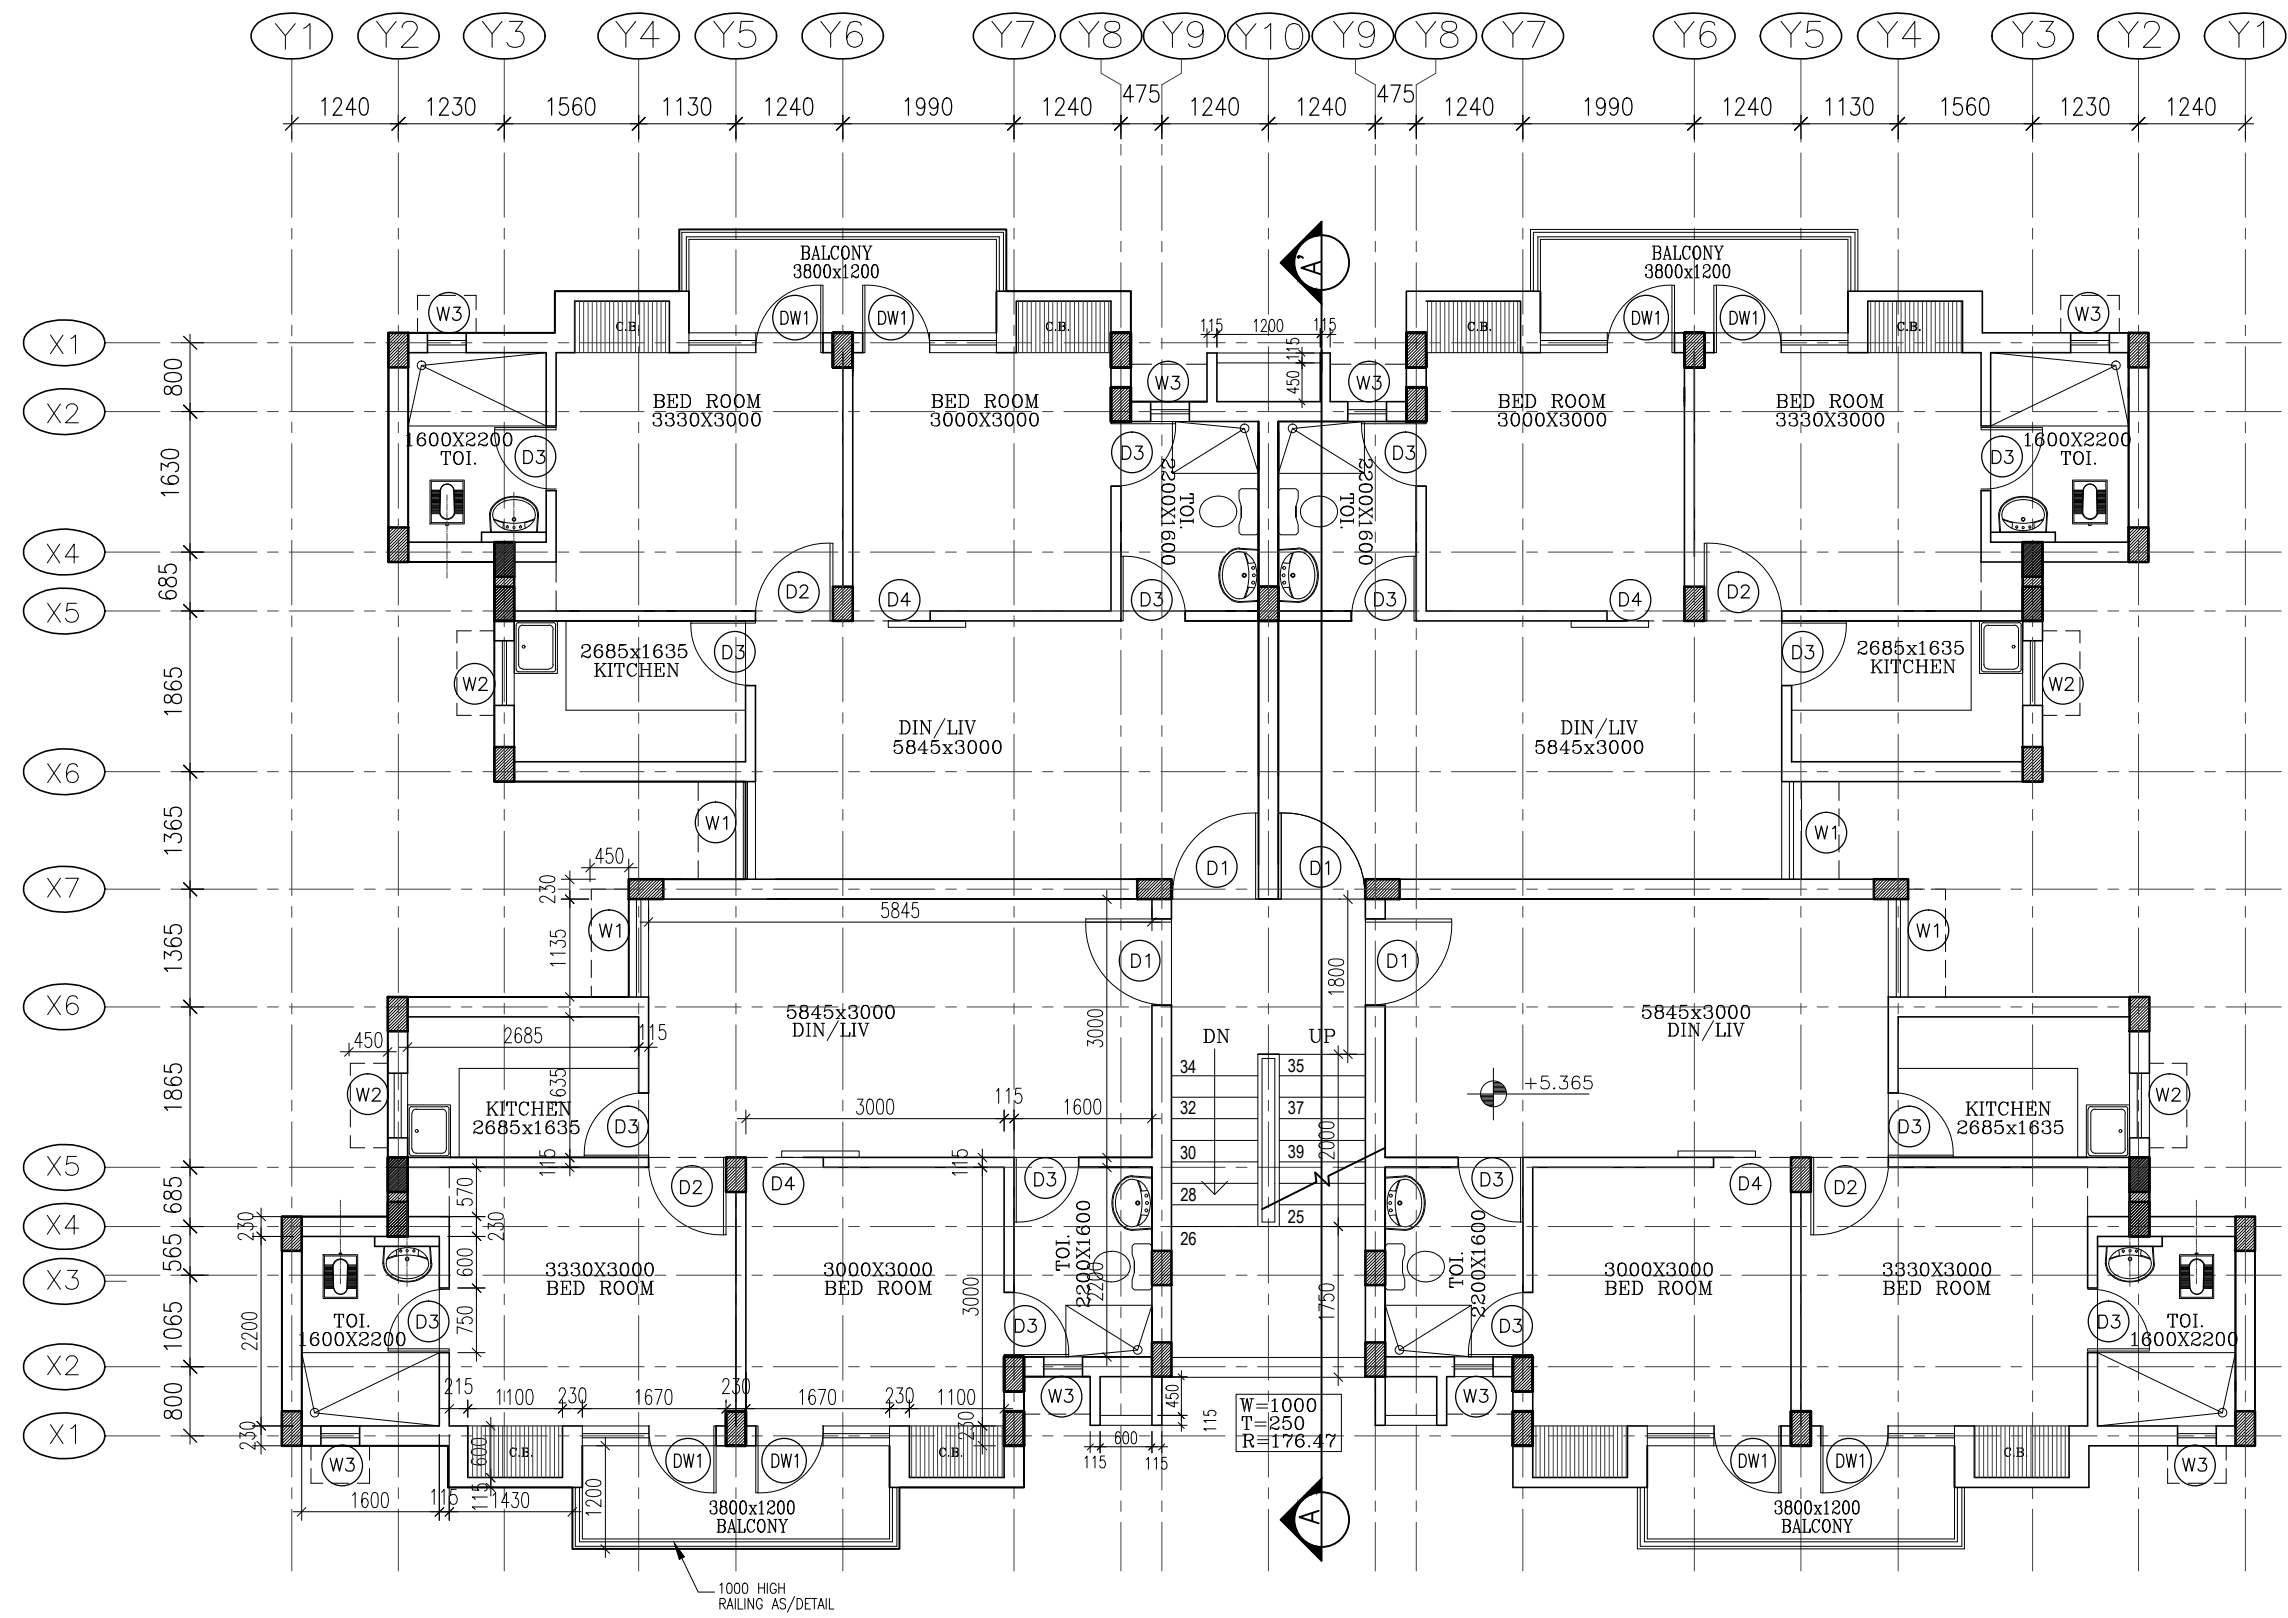 Y1 Y2 Y3 Y4 Y5 Y6 Y7 Y8 Y9 Y10 Y9 Y8 Y7 Y6 Y5 Y4 Y3 Y2 Y1
475 475
1240 1230 1560 1130 1240 1990 1240 1240 1240 1240 1990 1240 1130 1560 1230 1240
BALCONY BALCONY
3800x1200 A' 3800x1200
W3 DW1 DW1 DW1 DW1 W3
C.B. C.B. 115 1200 115 C.B. C.B.
X1
115
800
W3 450 W3
X2
BED ROOM BED ROOM BED ROOM BED ROOM
3330X3000 3000X3000 3000X3000 3330X3000
1600X2200 1600X2200
TOI. D3 D3 D3 D3 TOI.
1630
TOI. TOI.
2200X1600 2200X1600
X4
685
D2 D4 D3 D3 D4 D2
X5
2685x1635 D3 D3 2685x1635
KITCHEN KITCHEN
W2 W2
1865
DIN/LIV DIN/LIV
5845x3000 5845x3000
X6
1365
W1 W1
450 D1 D1
X7
230
5845
W1 W1
1365 1135 D1 D1
1800
X6
5845x3000 5845x3000
DIN/LIV DIN/LIV
2685 115 3000 DN UP
450
34 35
W2 +5.365 W2
1865 1635
KITCHEN KITCHEN
2685x1635 2685x1635
3000 115 1600 32 37
D3 D3
2000
30 39
X5
115 115
D2 D4 D3 D3 D4 D2
685 570
28
25
X4
230 230
26
565 600
TOI. TOI.
2200X1600 2200X1600
2200
3330X3000 3000X3000 3000X3000 3330X3000
BED ROOM BED ROOM BED ROOM BED ROOM
X3
3000 1750
1065 2200 750
TOI. D3 D3 D3 D3 TOI.
1600X2200 1600X2200
X2
215 1100 230 1670 230 1670 230 1100 W3 450 W3
800
W=1000
T=250
R=176.47
115
X1
230 230
600 C.B. C.B. 600 C.B.
W3 DW1 DW1 115 115 DW1 DW1 W3
1600 115 115 1430 1200
3800x1200 A 3800x1200
BALCONY BALCONY
1000 HIGH
RAILING AS/DETAIL